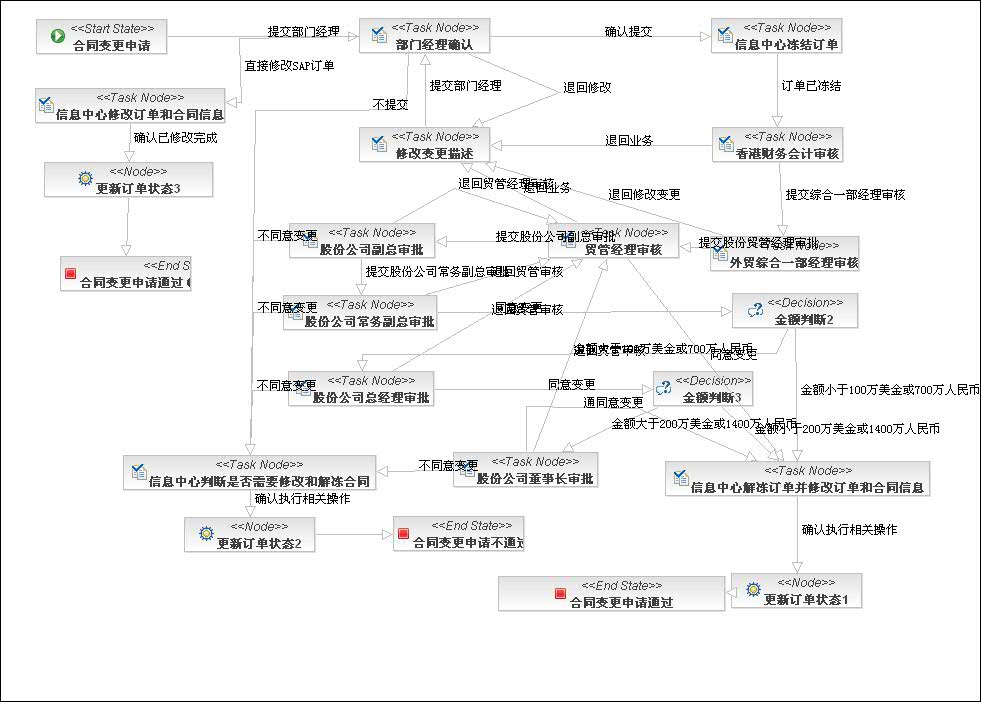 <<Start State>>
合同变更申请
提交部门经理
<<Task Node>>
部门经理确认
确认提交
<<Task Node>>
信息中心冻结订单
直接修改SAP订单
<<Task Node>>
信息中心修改订单和合同信息
不提交
提交部门经理
退回修改
订单已冻结
确认已修改完成
<<Task Node>>
修改变更描述
退回业务
<<Task Node>>
香港财务会计审核
<<Node>>
更新订单状态3
退回贸管经理审核
退回业务
退回修改变更
提交综合一部经理审核
不同意变更
<<Task Node>>
股份公司副总审批
提交股份公司副总审批
<<Task Node>>
贸管经理审核
提交股份贸管经理审批
<<Task Node>>
外贸综合一部经理审核
<<End S
合同变更申请通过
提交股份公司常务副总审批
退回贸管审核
不同意变更
<<Task Node>>
股份公司常务副总审批
同意变更
退回贸管审核
<<Decision>>
金额判断2
金额大于100万美金或700万人民币
退回贸管审核
同意变更
不同意变更
<<Task Node>>
股份公司总经理审批
同意变更
<<Decision>>
金额判断3
金额小于100万美金或700万人民币
通同意变更
金额大于200万美金或1400万人民币
金额小于200万美金或1400万人民币
<<Task Node>>
信息中心判断是否需要修改和解冻合同
不同意变更
<<Task Node>>
股份公司董事长审批
<<Task Node>>
信息中心解冻订单并修改订单和合同信息
确认执行相关操作
<<Node>>
更新订单状态2
<<End State>>
合同变更申请不通过
确认执行相关操作
<<End State>>
合同变更申请通过
<<Node>>
更新订单状态1